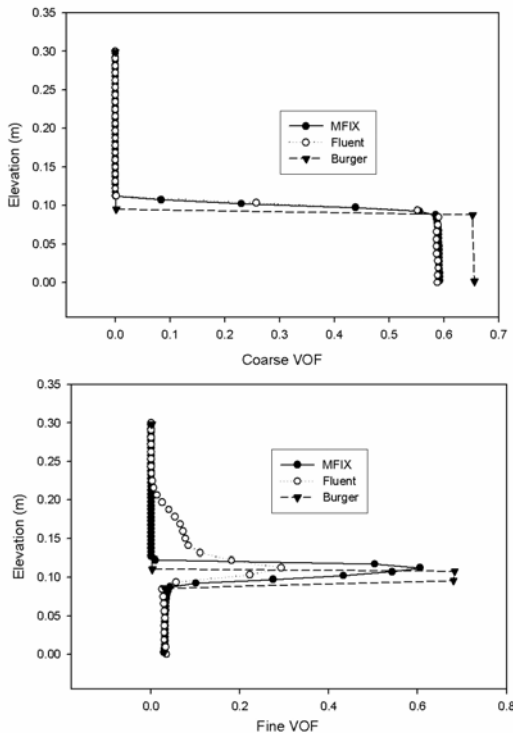 0.35
0.30
0.25
0.20
0.15
0.10
0.05
0.00
Elevation (m)
MFIX
Fluent
Burger
0.0 0.1 0.2 0.3 0.4 0.5 0.6 0.7
Coarse VOF
0.35
0.30
0.25
0.20
0.15
0.10
0.05
0.00
Elevation (m)
MFIX
Fluent
Burger
0.0 0.2 0.4 0.6 0.8
Fine VOF